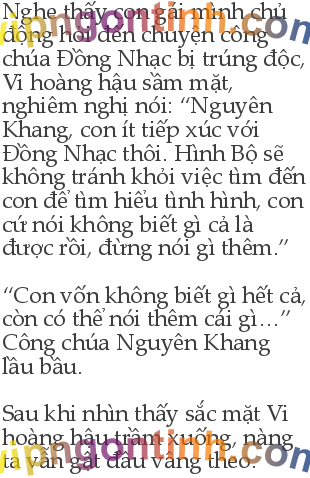 Nghe thấy con gái mình chủ
động hỏi đến chuyện công
chúa Đồng Nhạc bị trúng độc,
Vi hoàng hậu sầm mặt,
nghiêm nghị nói: “Nguyên
Khang, con ít tiếp xúc với
Đồng Nhạc thôi. Hình Bộ sẽ
không tránh khỏi việc tìm đến
con để tìm hiểu tình hình, con
cứ nói không biết gì cả là
được rồi, đừng nói gì thêm.”
“Con vốn không biết gì hết cả,
còn có thể nói thêm cái gì…”
Công chúa Nguyên Khang
lầu bầu.
Sau khi nhìn thấy sắc mặt Vi
hoàng hậu trầm xuống, nàng
ta vẫn gật đầu vâng theo.
vipngontinh.com
vipngontinh.com